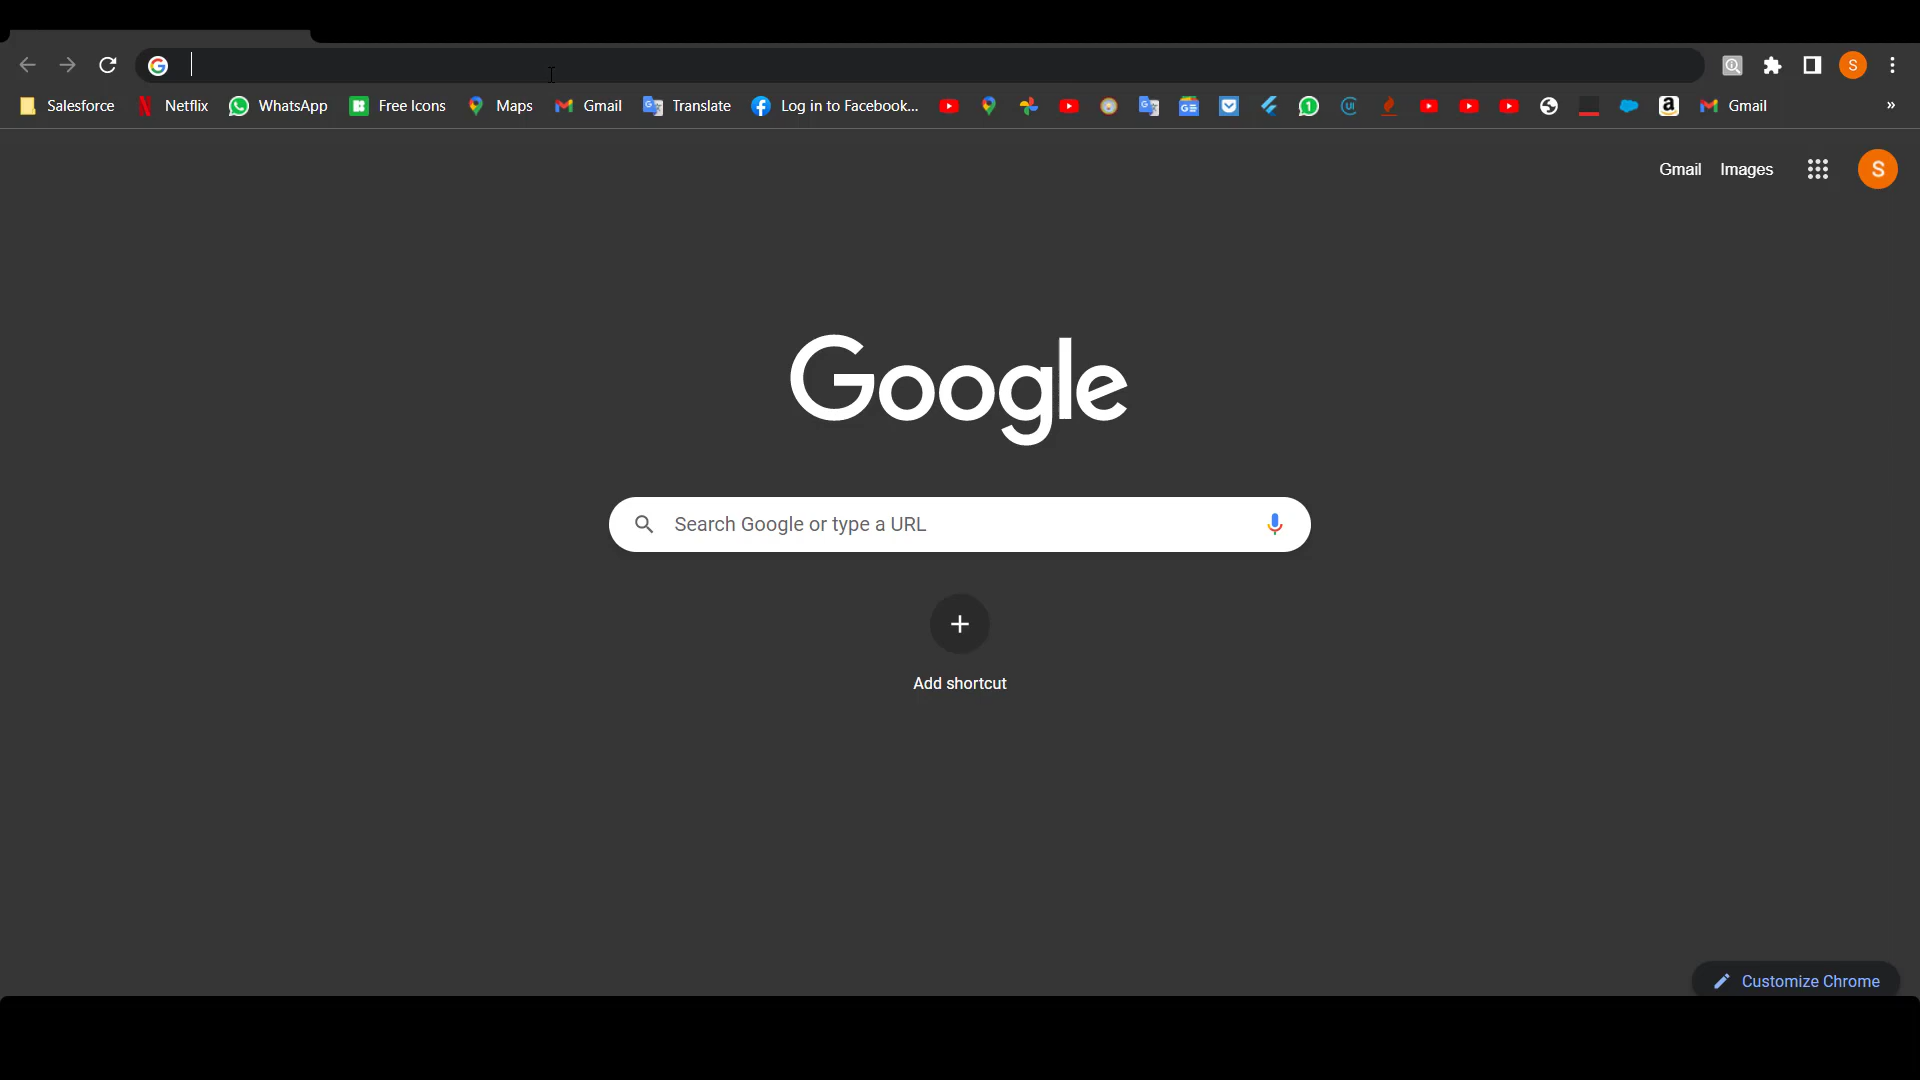 S
Salesforce Netflix WhatsApp Free Icons Maps Gmail Translate Log in to Facebook... Gmail »
Gmail Images S
Google
Search Google or type a URL
Add shortcut
Customize Chrome